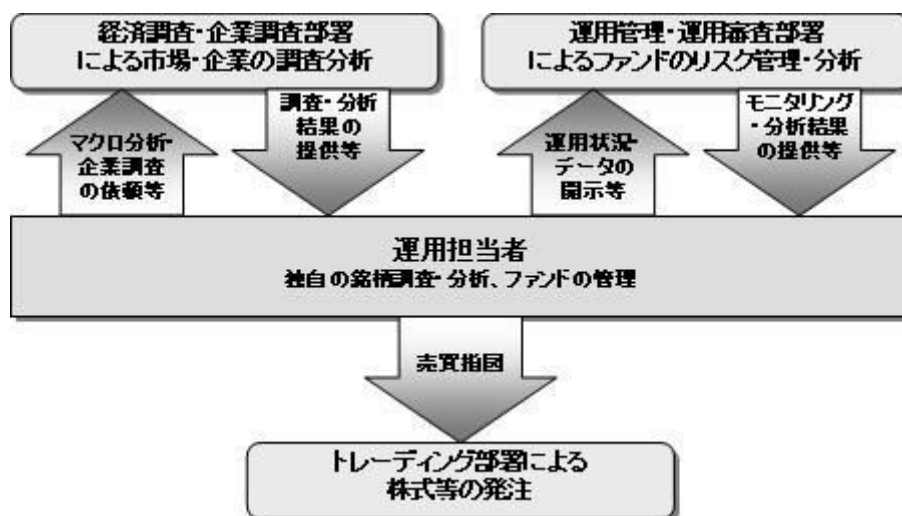 経済調査・企業調査部署
による市場・企業の調査分析
運用管理・運用審査部署
によるファンドのリスク管理・分析
マクロ分析・
企業調査
の依頼等
調査・分析
結果の
提供等
運用状況・
データの
開示等
モニタリング
・分析結果
の提供等
運用担当者
独自の銘柄調査・分析、ファンドの管理
売買指図
トレーディング部署による
株式等の発注